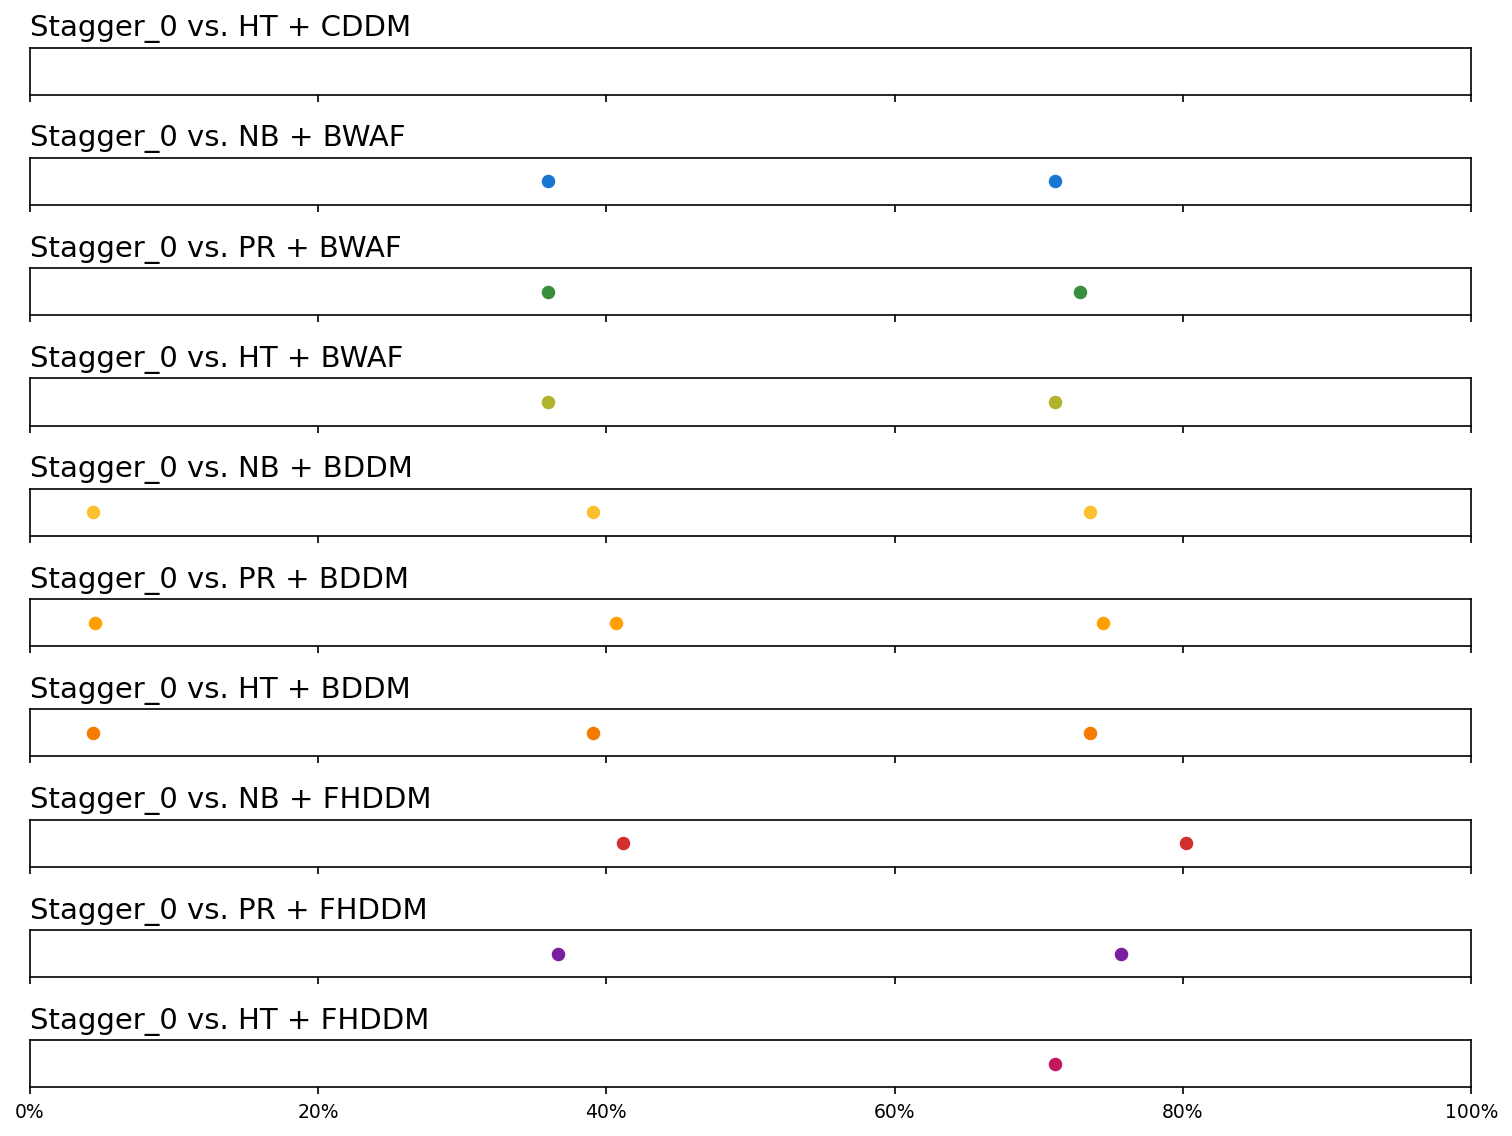 Stagger_0 vs. HT + CDDM
Stagger_0 vs. NB + BWAF
Stagger_0 vs. PR + BWAF
Stagger_0 vs. HT + BWAF
Stagger_0 vs. NB + BDDM
Stagger_0 vs. PR + BDDM
Stagger_0 vs. HT + BDDM
Stagger_0 vs. NB + FHDDM
Stagger_0 vs. PR + FHDDM
Stagger_0 vs. HT + FHDDM
0% 20% 40% 60% 80% 100%